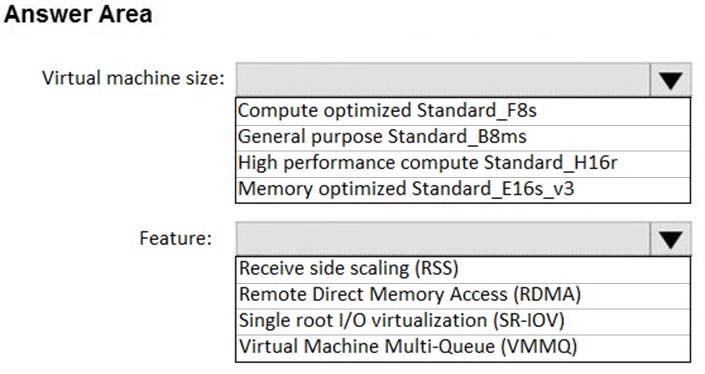 Answer Area
Virtual machine size:
Compute optimized Standard_F8s
General purpose Standard_B8ms
High performance compute Standard_H16r
Memory optimized Standard_E16s_v3
Feature:
Receive side scaling (RSS)
Remote Direct Memory Access (RDMA)
Single root I/O virtualization (SR-IOV)
Virtual Machine Multi-Queue (VMMQ)